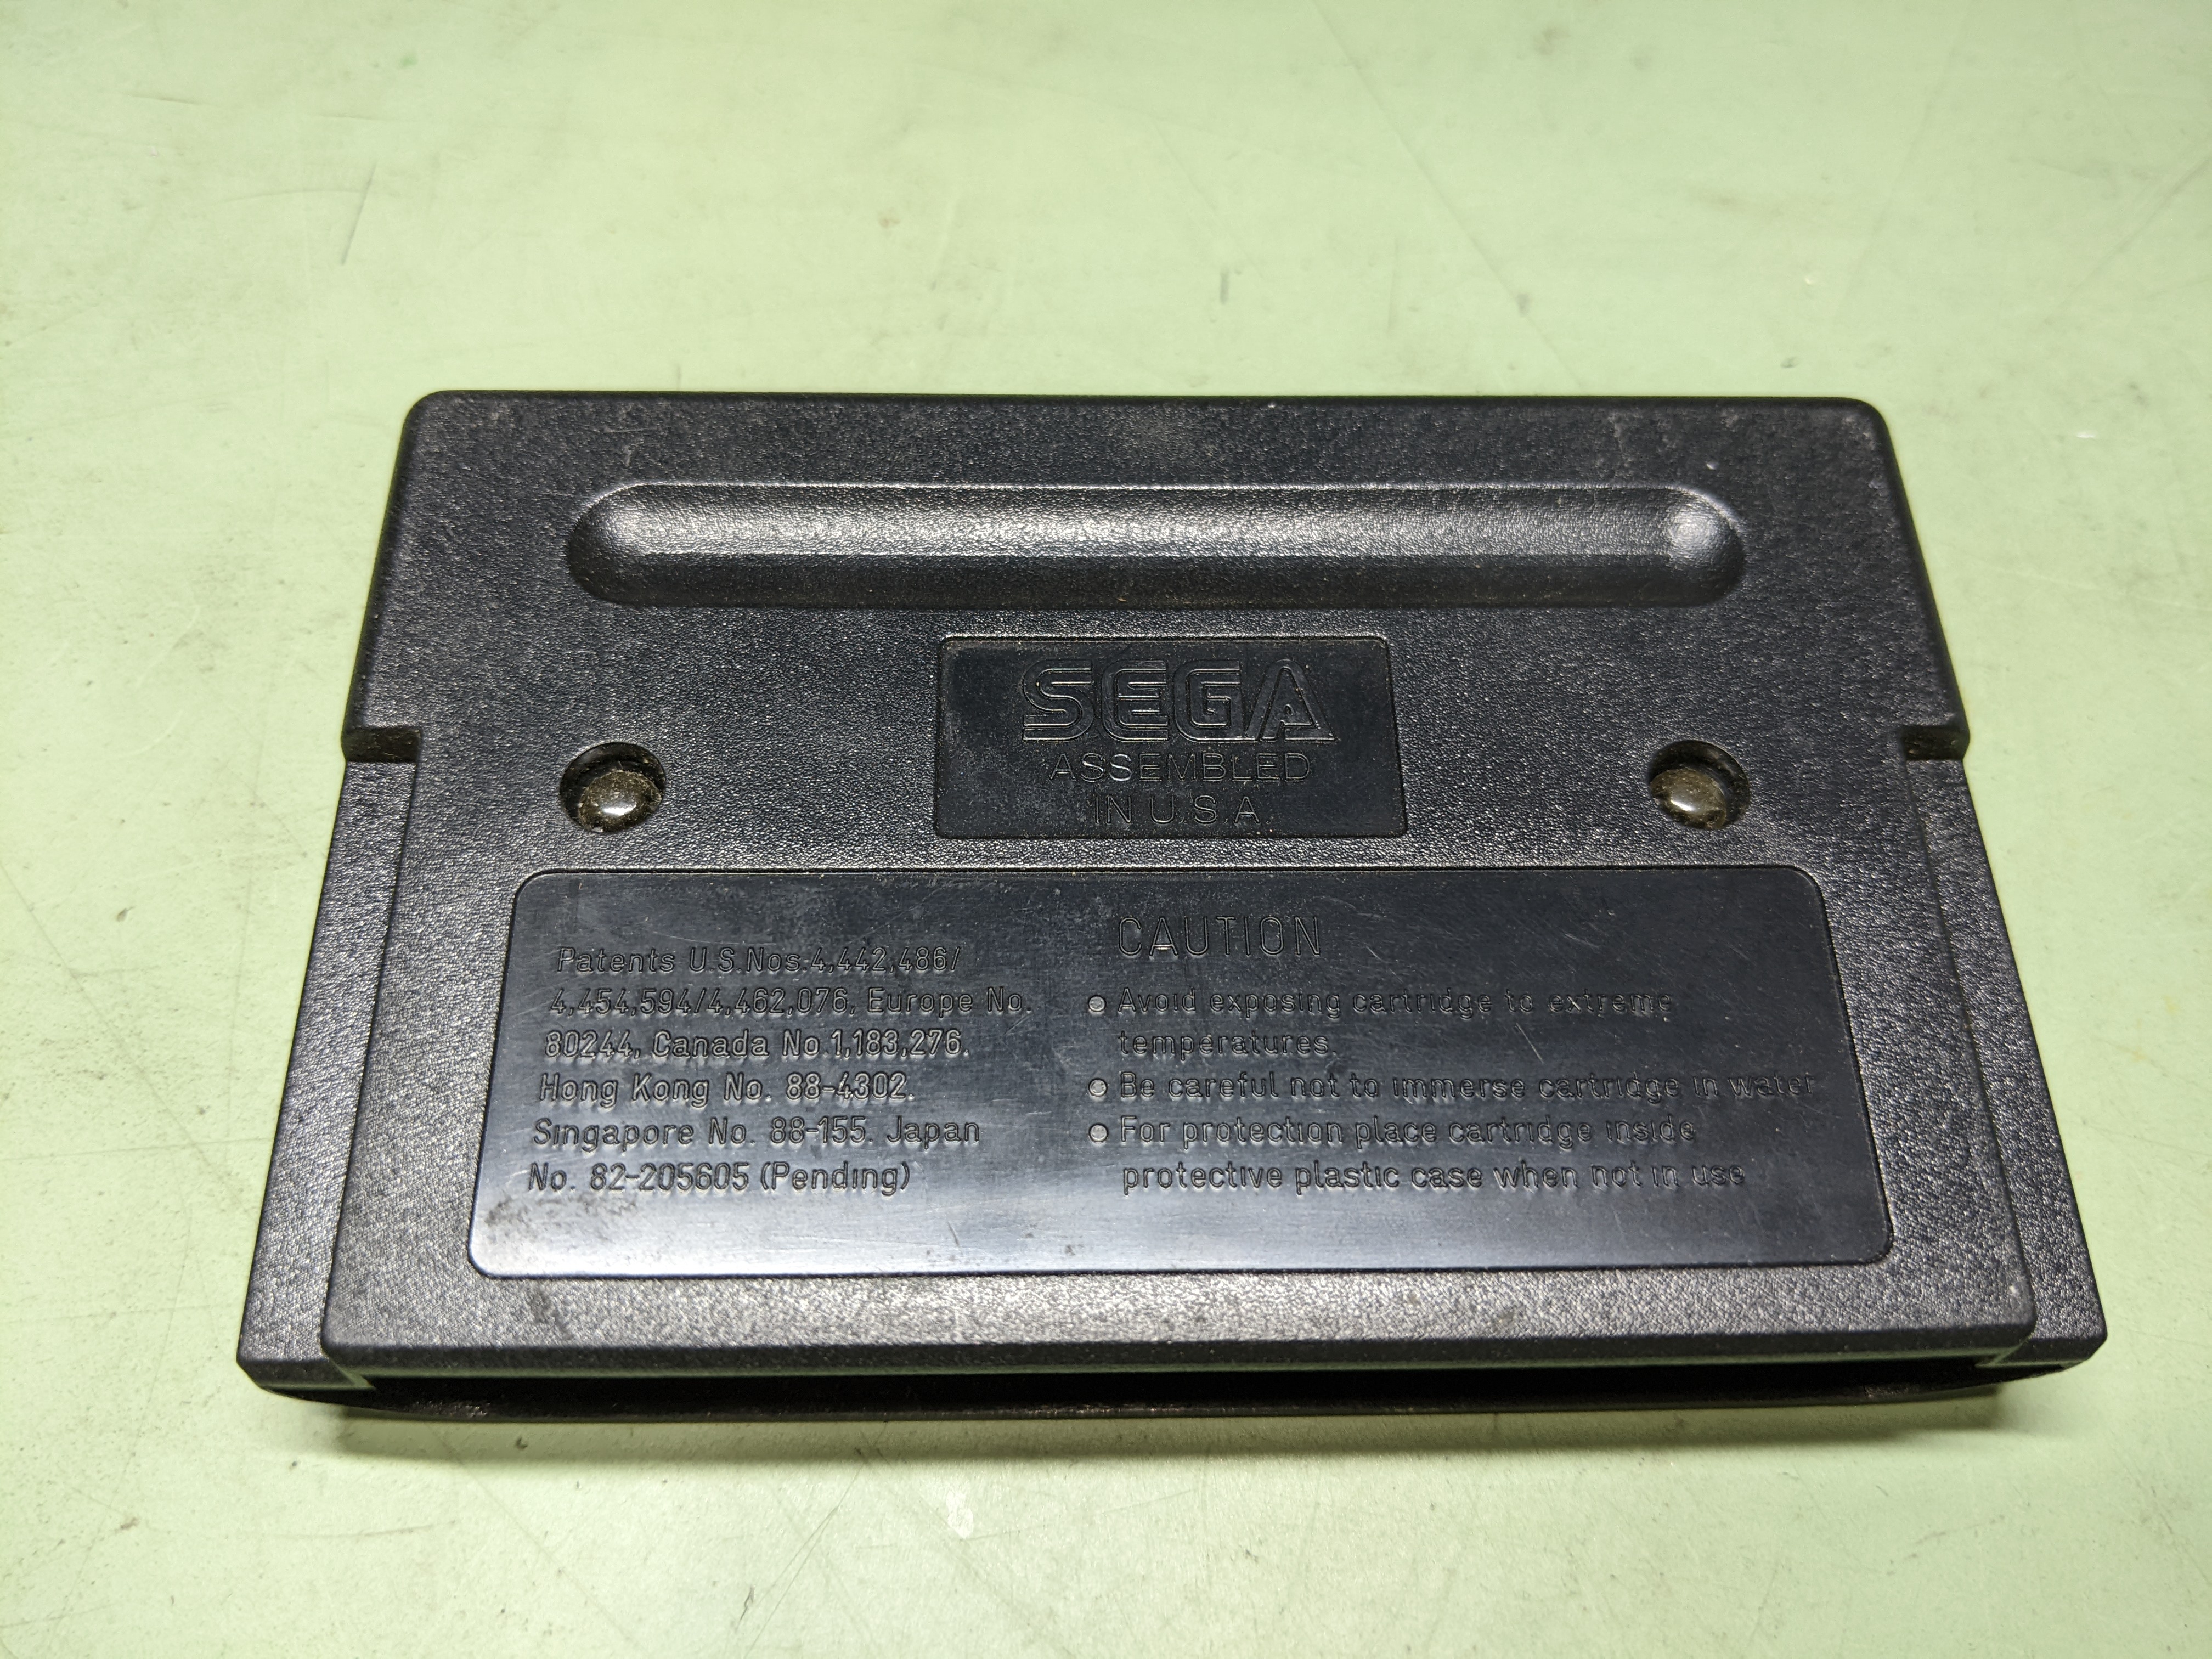 SEGA
ASSEMBLED
IN U.S.A.
Patents U.S.Nos.4,442,486/
4,454,594/4,462,076, Europe No.
80244, Canada No.1,183,276.
Hong Kong No. 88-4302.
Singapore No. 88-155. Japan
No. 82-205605 (Pending)
CAUTION
● Avoid exposing cartridge to extreme
temperatures.
● Be careful not to immerse cartridge in water
● For protection place cartridge inside
protective plastic case when not in use